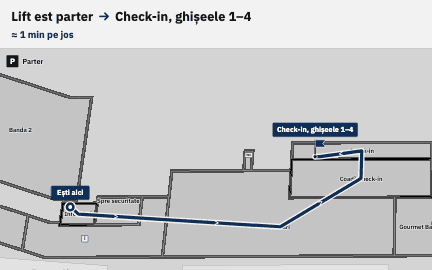 Lift est parter → Check-in, ghișeele 1–4
≈ 1 min pe jos
P Parter
Banda 2
Check-in, ghișeele 1–4
Ești aici
Spre securitate